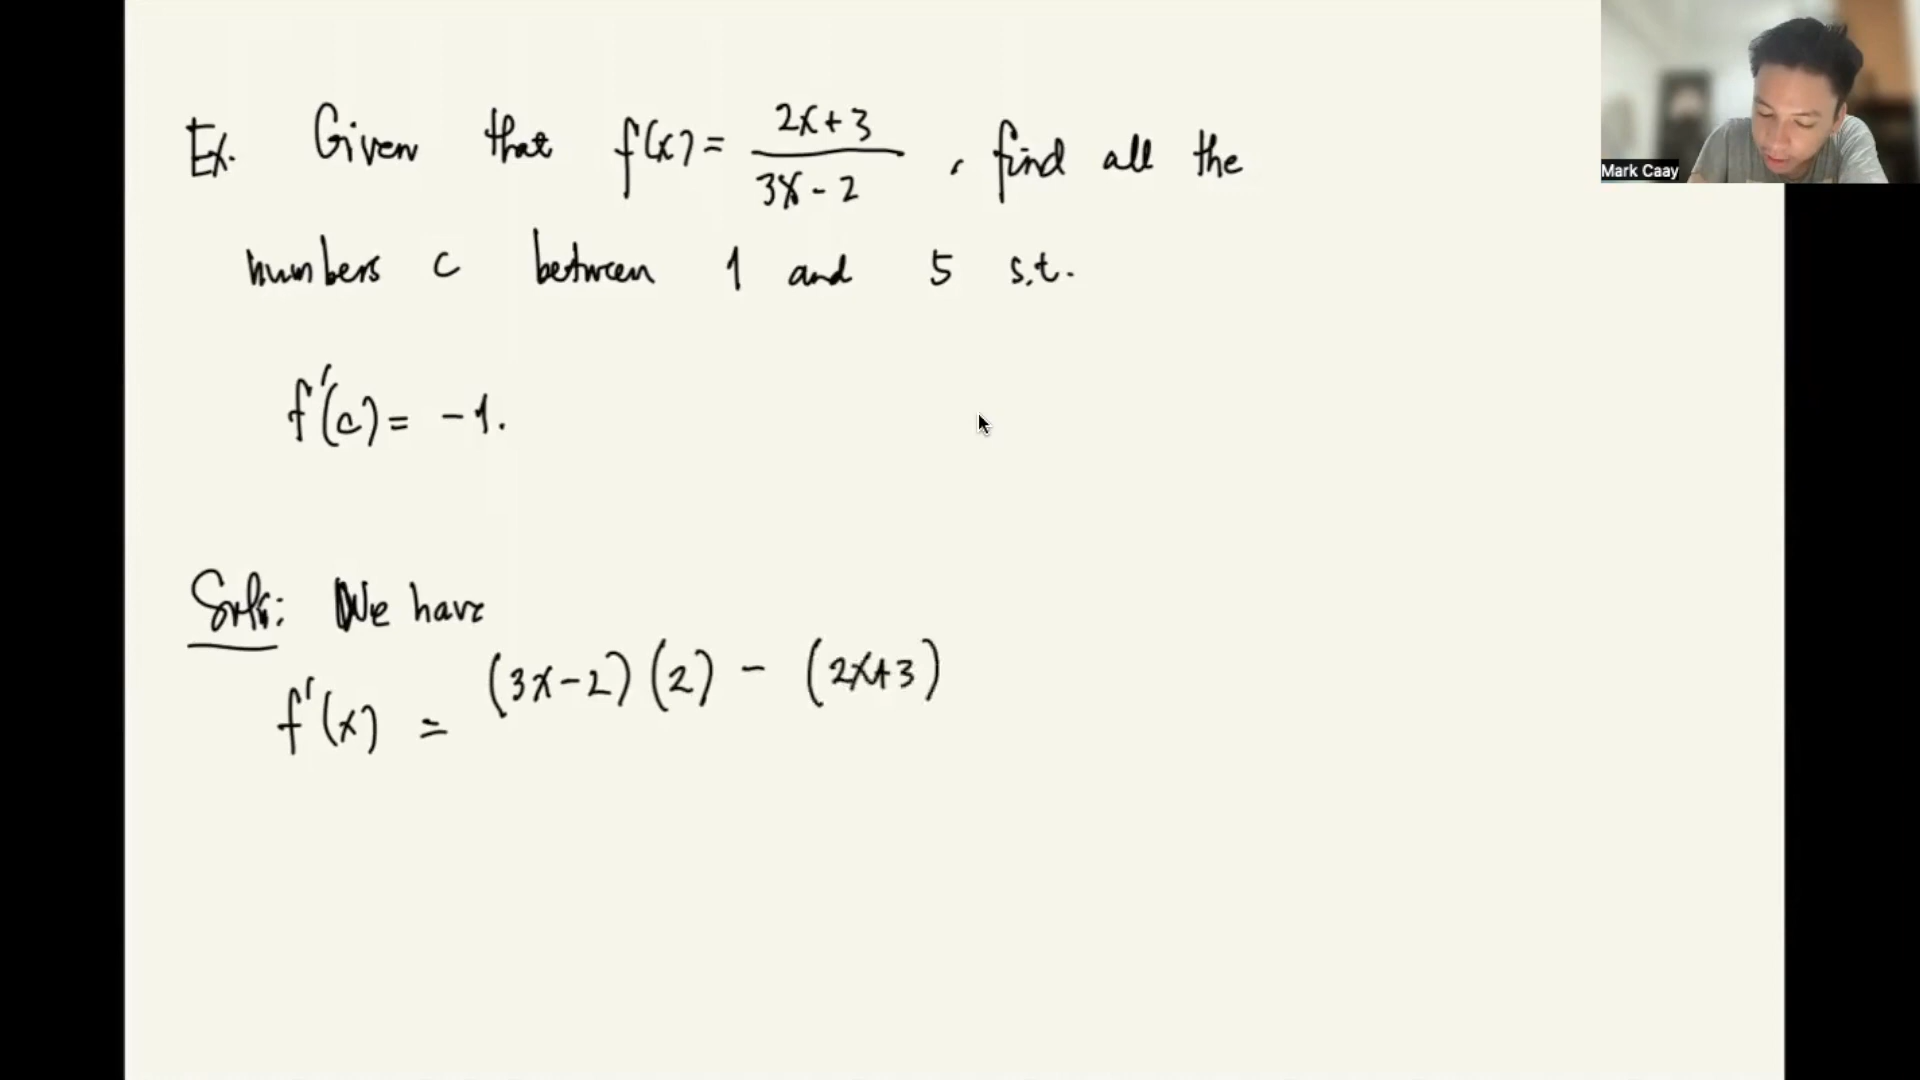 Ex. Given that f(x) = \frac{2x+3}{3x-2}, find all the
numbers c between 1 and 5 s.t.
f'(c) = -1.
Soln: We have
f'(x) = (3x-2)(2) - (2x+3)
Mark Caay